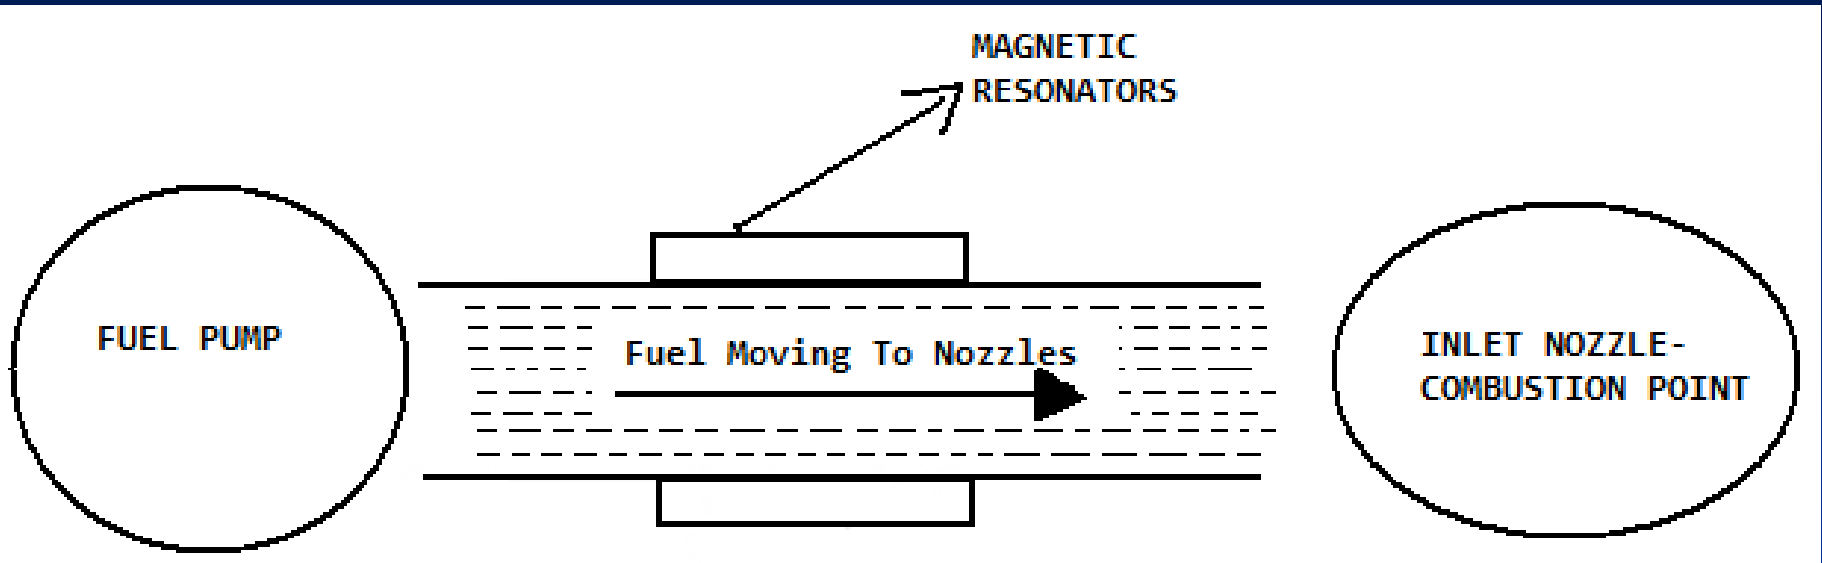 MAGNETIC
RESONATORS
FUEL PUMP
Fuel Moving To Nozzles
INLET NOZZLE-
COMBUSTION POINT